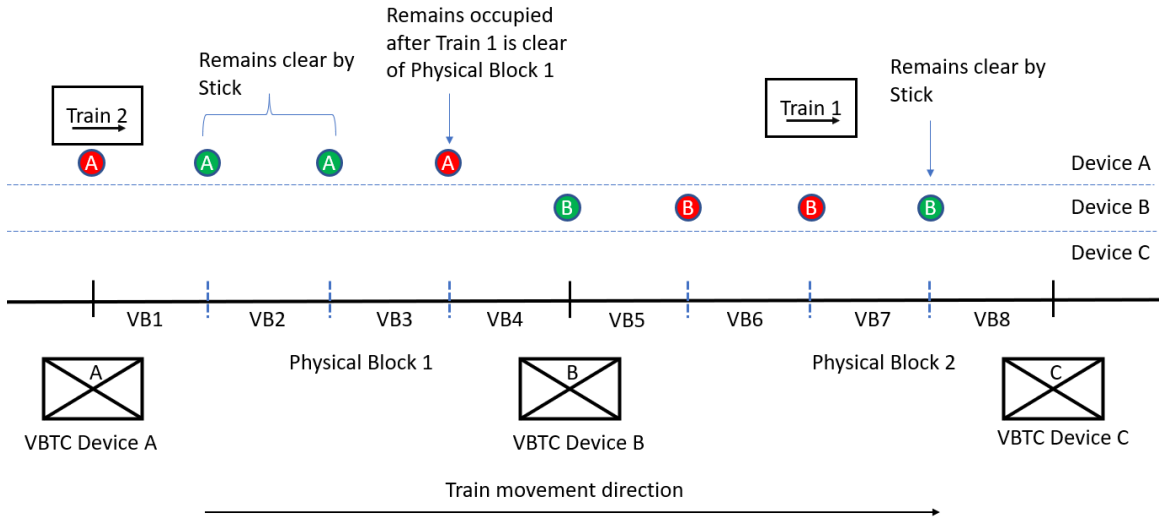 Remains occupied
after Train 1 is clear
of Physical Block 1
Remains clear by
Stick
Remains clear by
Stick
Train 2
Train 1
A
A
A
A
Device A
B
B
B
B
Device B
Device C
VB1
VB2
VB3
VB4
VB5
VB6
VB7
VB8
Physical Block 1
Physical Block 2
A
B
C
VBTC Device A
VBTC Device B
VBTC Device C
Train movement direction